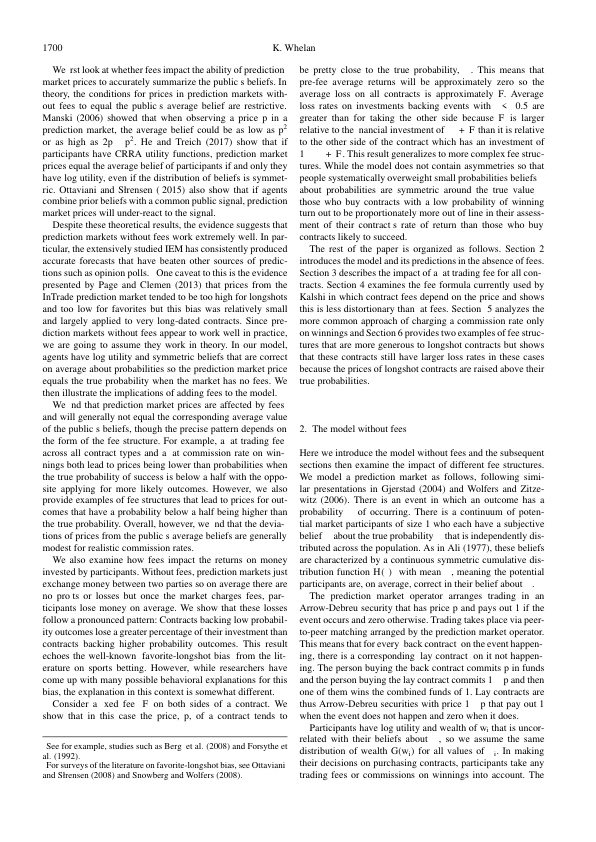 1700
K. Whelan
We rst look at whether fees impact the ability of prediction
market prices to accurately summarize the public s beliefs. In
theory, the conditions for prices in prediction markets with-
out fees to equal the public s average belief are restrictive.
Manski (2006) showed that when observing a price p in a
prediction market, the average belief could be as low as p2
or as high as 2p p2. He and Treich (2017) show that if
participants have CRRA utility functions, prediction market
prices equal the average belief of participants if and only they
have log utility, even if the distribution of beliefs is symmet-
ric. Ottaviani and Slrensen ( 2015) also show that if agents
combine prior beliefs with a common public signal, prediction
market prices will under-react to the signal.
Despite these theoretical results, the evidence suggests that
prediction markets without fees work extremely well. In par-
ticular, the extensively studied IEM has consistently produced
accurate forecasts that have beaten other sources of predic-
tions such as opinion polls. One caveat to this is the evidence
presented by Page and Clemen (2013) that prices from the
InTrade prediction market tended to be too high for longshots
and too low for favorites but this bias was relatively small
and largely applied to very long-dated contracts. Since pre-
diction markets without fees appear to work well in practice,
we are going to assume they work in theory. In our model,
agents have log utility and symmetric beliefs that are correct
on average about probabilities so the prediction market price
equals the true probability when the market has no fees. We
then illustrate the implications of adding fees to the model.
We nd that prediction market prices are affected by fees
and will generally not equal the corresponding average value
of the public s beliefs, though the precise pattern depends on
the form of the fee structure. For example, a at trading fee
across all contract types and a at commission rate on win-
nings both lead to prices being lower than probabilities when
the true probability of success is below a half with the oppo-
site applying for more likely outcomes. However, we also
provide examples of fee structures that lead to prices for out-
comes that have a probability below a half being higher than
the true probability. Overall, however, we nd that the devia-
tions of prices from the public s average beliefs are generally
modest for realistic commission rates.
We also examine how fees impact the returns on money
invested by participants. Without fees, prediction markets just
exchange money between two parties so on average there are
no pro ts or losses but once the market charges fees, par-
ticipants lose money on average. We show that these losses
follow a pronounced pattern: Contracts backing low probabil-
ity outcomes lose a greater percentage of their investment than
contracts backing higher probability outcomes. This result
echoes the well-known favorite-longshot bias from the lit-
erature on sports betting. However, while researchers have
come up with many possible behavioral explanations for this
bias, the explanation in this context is somewhat different.
Consider a xed fee F on both sides of a contract. We
show that in this case the price, p, of a contract tends to
See for example, studies such as Berg et al. (2008) and Forsythe et
al. (1992).
For surveys of the literature on favorite-longshot bias, see Ottaviani
and Slrensen (2008) and Snowberg and Wolfers (2008).
be pretty close to the true probability, . This means that
pre-fee average returns will be approximately zero so the
average loss on all contracts is approximately F. Average
loss rates on investments backing events with < 0.5 are
greater than for taking the other side because F is larger
relative to the nancial investment of + F than it is relative
to the other side of the contract which has an investment of
1 + F. This result generalizes to more complex fee struc-
tures. While the model does not contain asymmetries so that
people systematically overweight small probabilities beliefs
about probabilities are symmetric around the true value
those who buy contracts with a low probability of winning
turn out to be proportionately more out of line in their assess-
ment of their contract s rate of return than those who buy
contracts likely to succeed.
The rest of the paper is organized as follows. Section 2
introduces the model and its predictions in the absence of fees.
Section 3 describes the impact of a at trading fee for all con-
tracts. Section 4 examines the fee formula currently used by
Kalshi in which contract fees depend on the price and shows
this is less distortionary than at fees. Section 5 analyzes the
more common approach of charging a commission rate only
on winnings and Section 6 provides two examples of fee struc-
tures that are more generous to longshot contracts but shows
that these contracts still have larger loss rates in these cases
because the prices of longshot contracts are raised above their
true probabilities.
2. The model without fees
Here we introduce the model without fees and the subsequent
sections then examine the impact of different fee structures.
We model a prediction market as follows, following simi-
lar presentations in Gjerstad (2004) and Wolfers and Zitze-
witz (2006). There is an event in which an outcome has a
probability of occurring. There is a continuum of poten-
tial market participants of size 1 who each have a subjective
belief about the true probability that is independently dis-
tributed across the population. As in Ali (1977), these beliefs
are characterized by a continuous symmetric cumulative dis-
tribution function H( ) with mean , meaning the potential
participants are, on average, correct in their belief about .
The prediction market operator arranges trading in an
Arrow-Debreu security that has price p and pays out 1 if the
event occurs and zero otherwise. Trading takes place via peer-
to-peer matching arranged by the prediction market operator.
This means that for every back contract on the event happen-
ing, there is a corresponding lay contract on it not happen-
ing. The person buying the back contract commits p in funds
and the person buying the lay contract commits 1 p and then
one of them wins the combined funds of 1. Lay contracts are
thus Arrow-Debreu securities with price 1 p that pay out 1
when the event does not happen and zero when it does.
Participants have log utility and wealth of wi that is uncor-
related with their beliefs about , so we assume the same
distribution of wealth G(wi) for all values of i. In making
their decisions on purchasing contracts, participants take any
trading fees or commissions on winnings into account. The